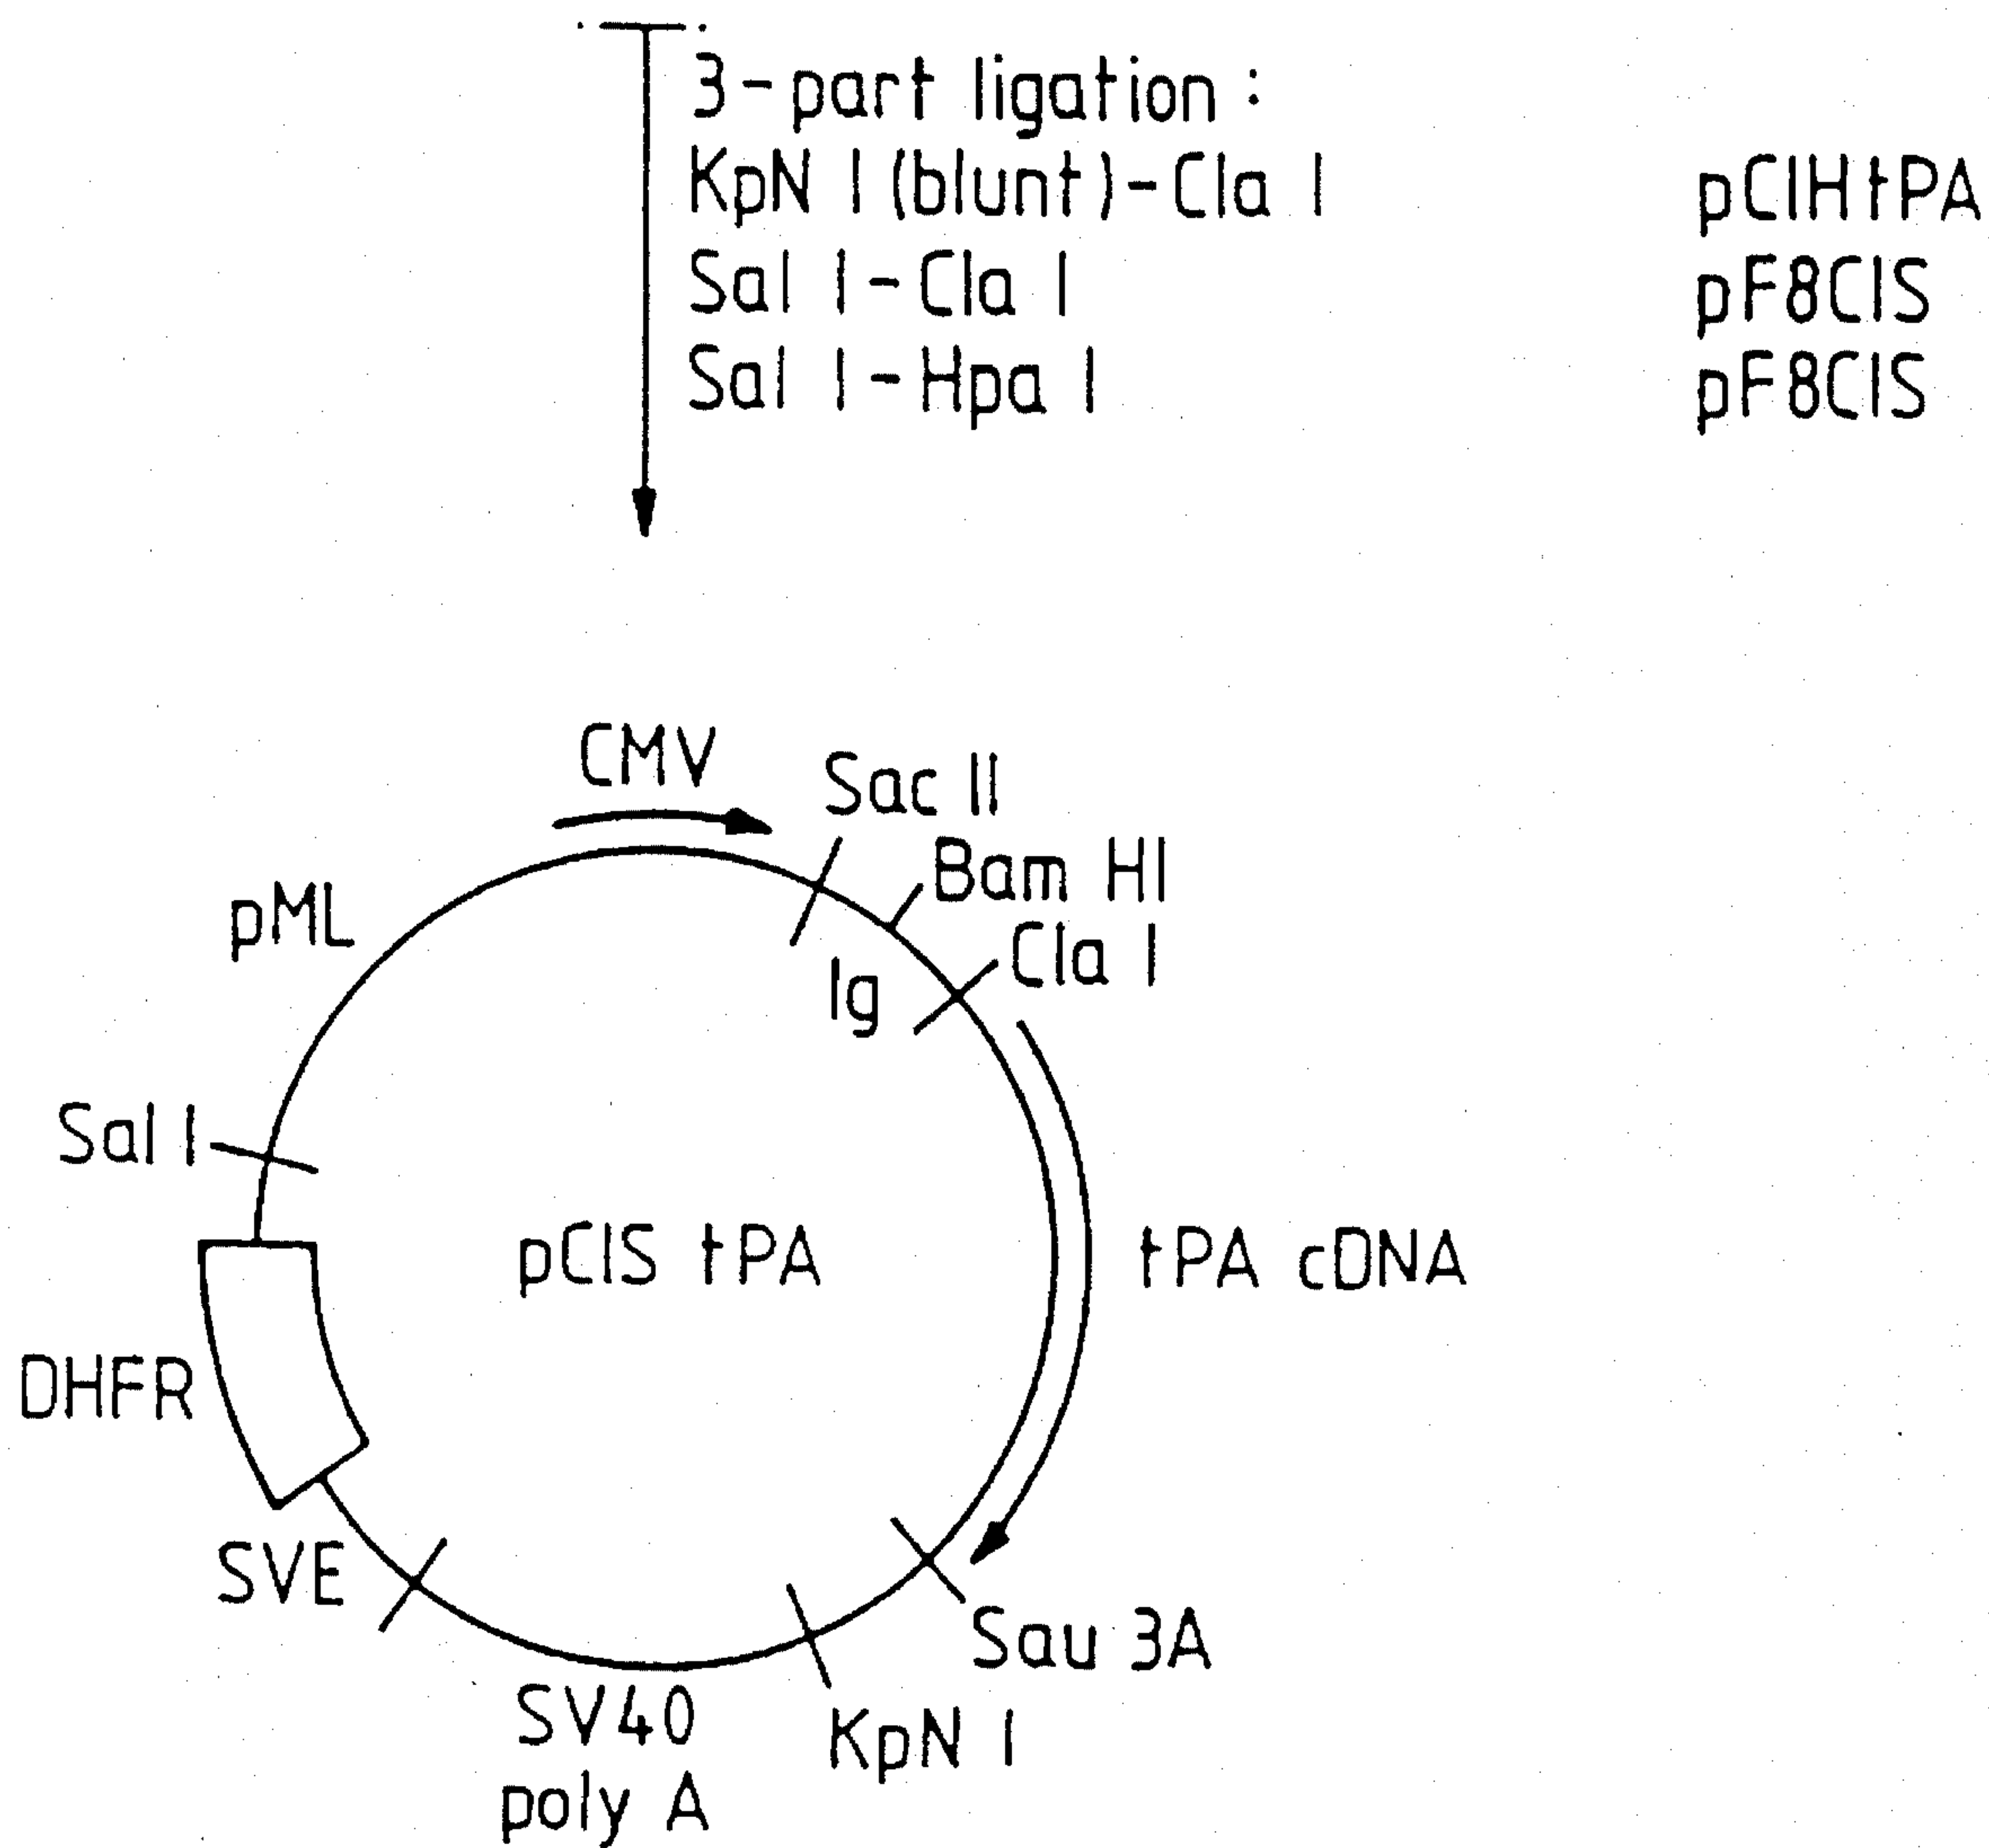 3-part ligation :
KpN I (blunt)-Cla I pCIHtPA
Sal I-Cla I pF8CIS
Sal I-Hpa I pF8CIS
CMV
Sac II
Bam HI
pML
Cla I
Ig
Sal I
pCIS tPA
tPA cDNA
DHFR
SVE
Sau 3A
SV40
KpN I
poly A